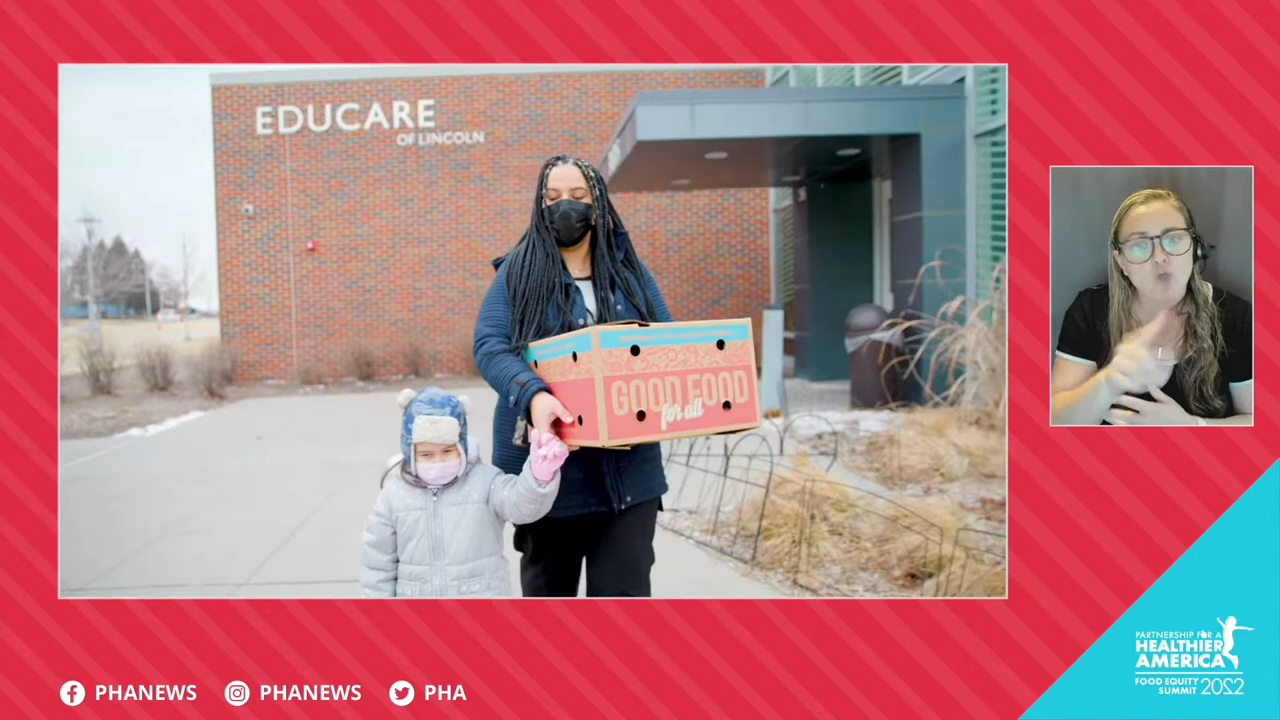 EDUCARE
OF LINCOLN
GOOD FOOD
for all
PHANEWS
PHANEWS
PHA
PARTNERSHIP FOR A
HEALTHIER
AMERICA
FOOD EQUITY
SUMMIT 2022